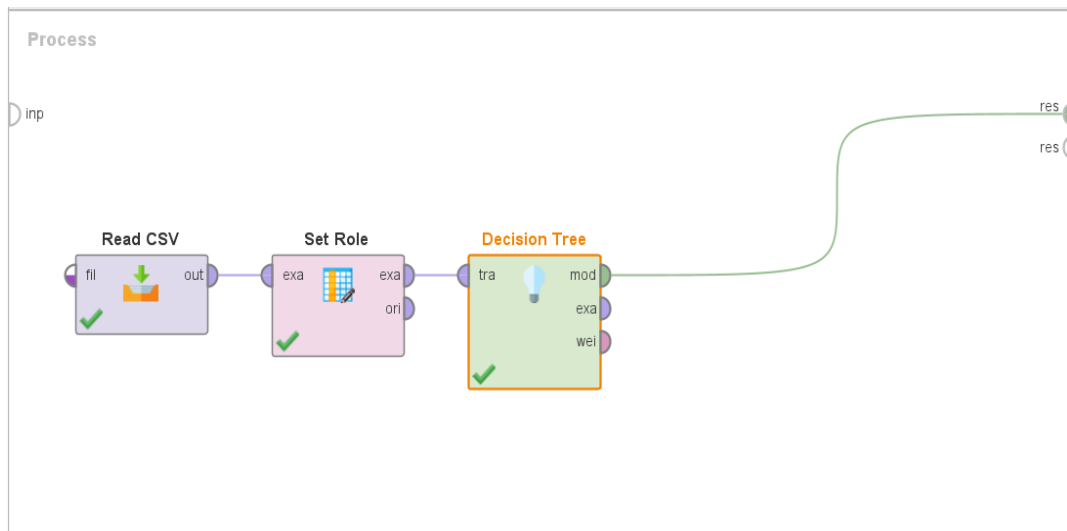 Process
inp
res
res
Read CSV
fil
out
Set Role
exa
exa
ori
Decision Tree
tra
mod
exa
wei